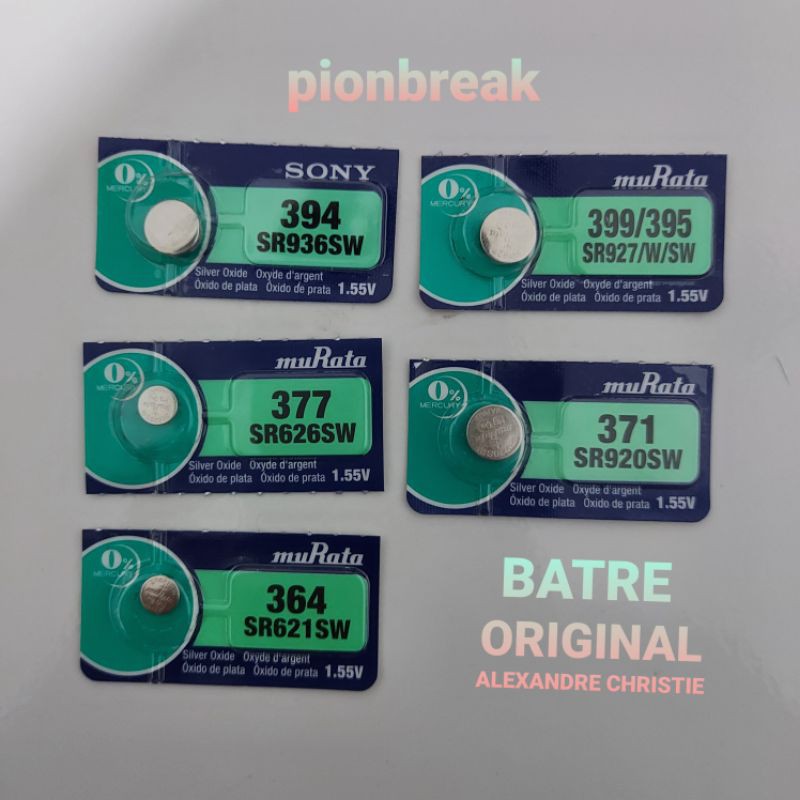 pionbreak
SONY
0%
MERCURY
394
SR936SW
Silver Oxide Oxyde d'argent
Óxido de plata Óxido de prata 1.55V
muRata
0%
MERCURY
399/395
SR927/W/SW
Silver Oxide Oxyde d'argent
Óxido de plata Óxido de prata 1.55V
muRata
0%
MERCURY
377
SR626SW
Silver Oxide Oxyde d'argent
Óxido de plata Óxido de prata 1.55V
muRata
0%
MERCURY
371
SR920SW
Silver Oxide Oxyde d'argent
Óxido de plata Óxido de prata 1.55V
muRata
0%
MERCURY
364
SR621SW
Silver Oxide Oxyde d'argent
Óxido de plata Óxido de prata 1.55V
BATRE
ORIGINAL
ALEXANDRE CHRISTIE